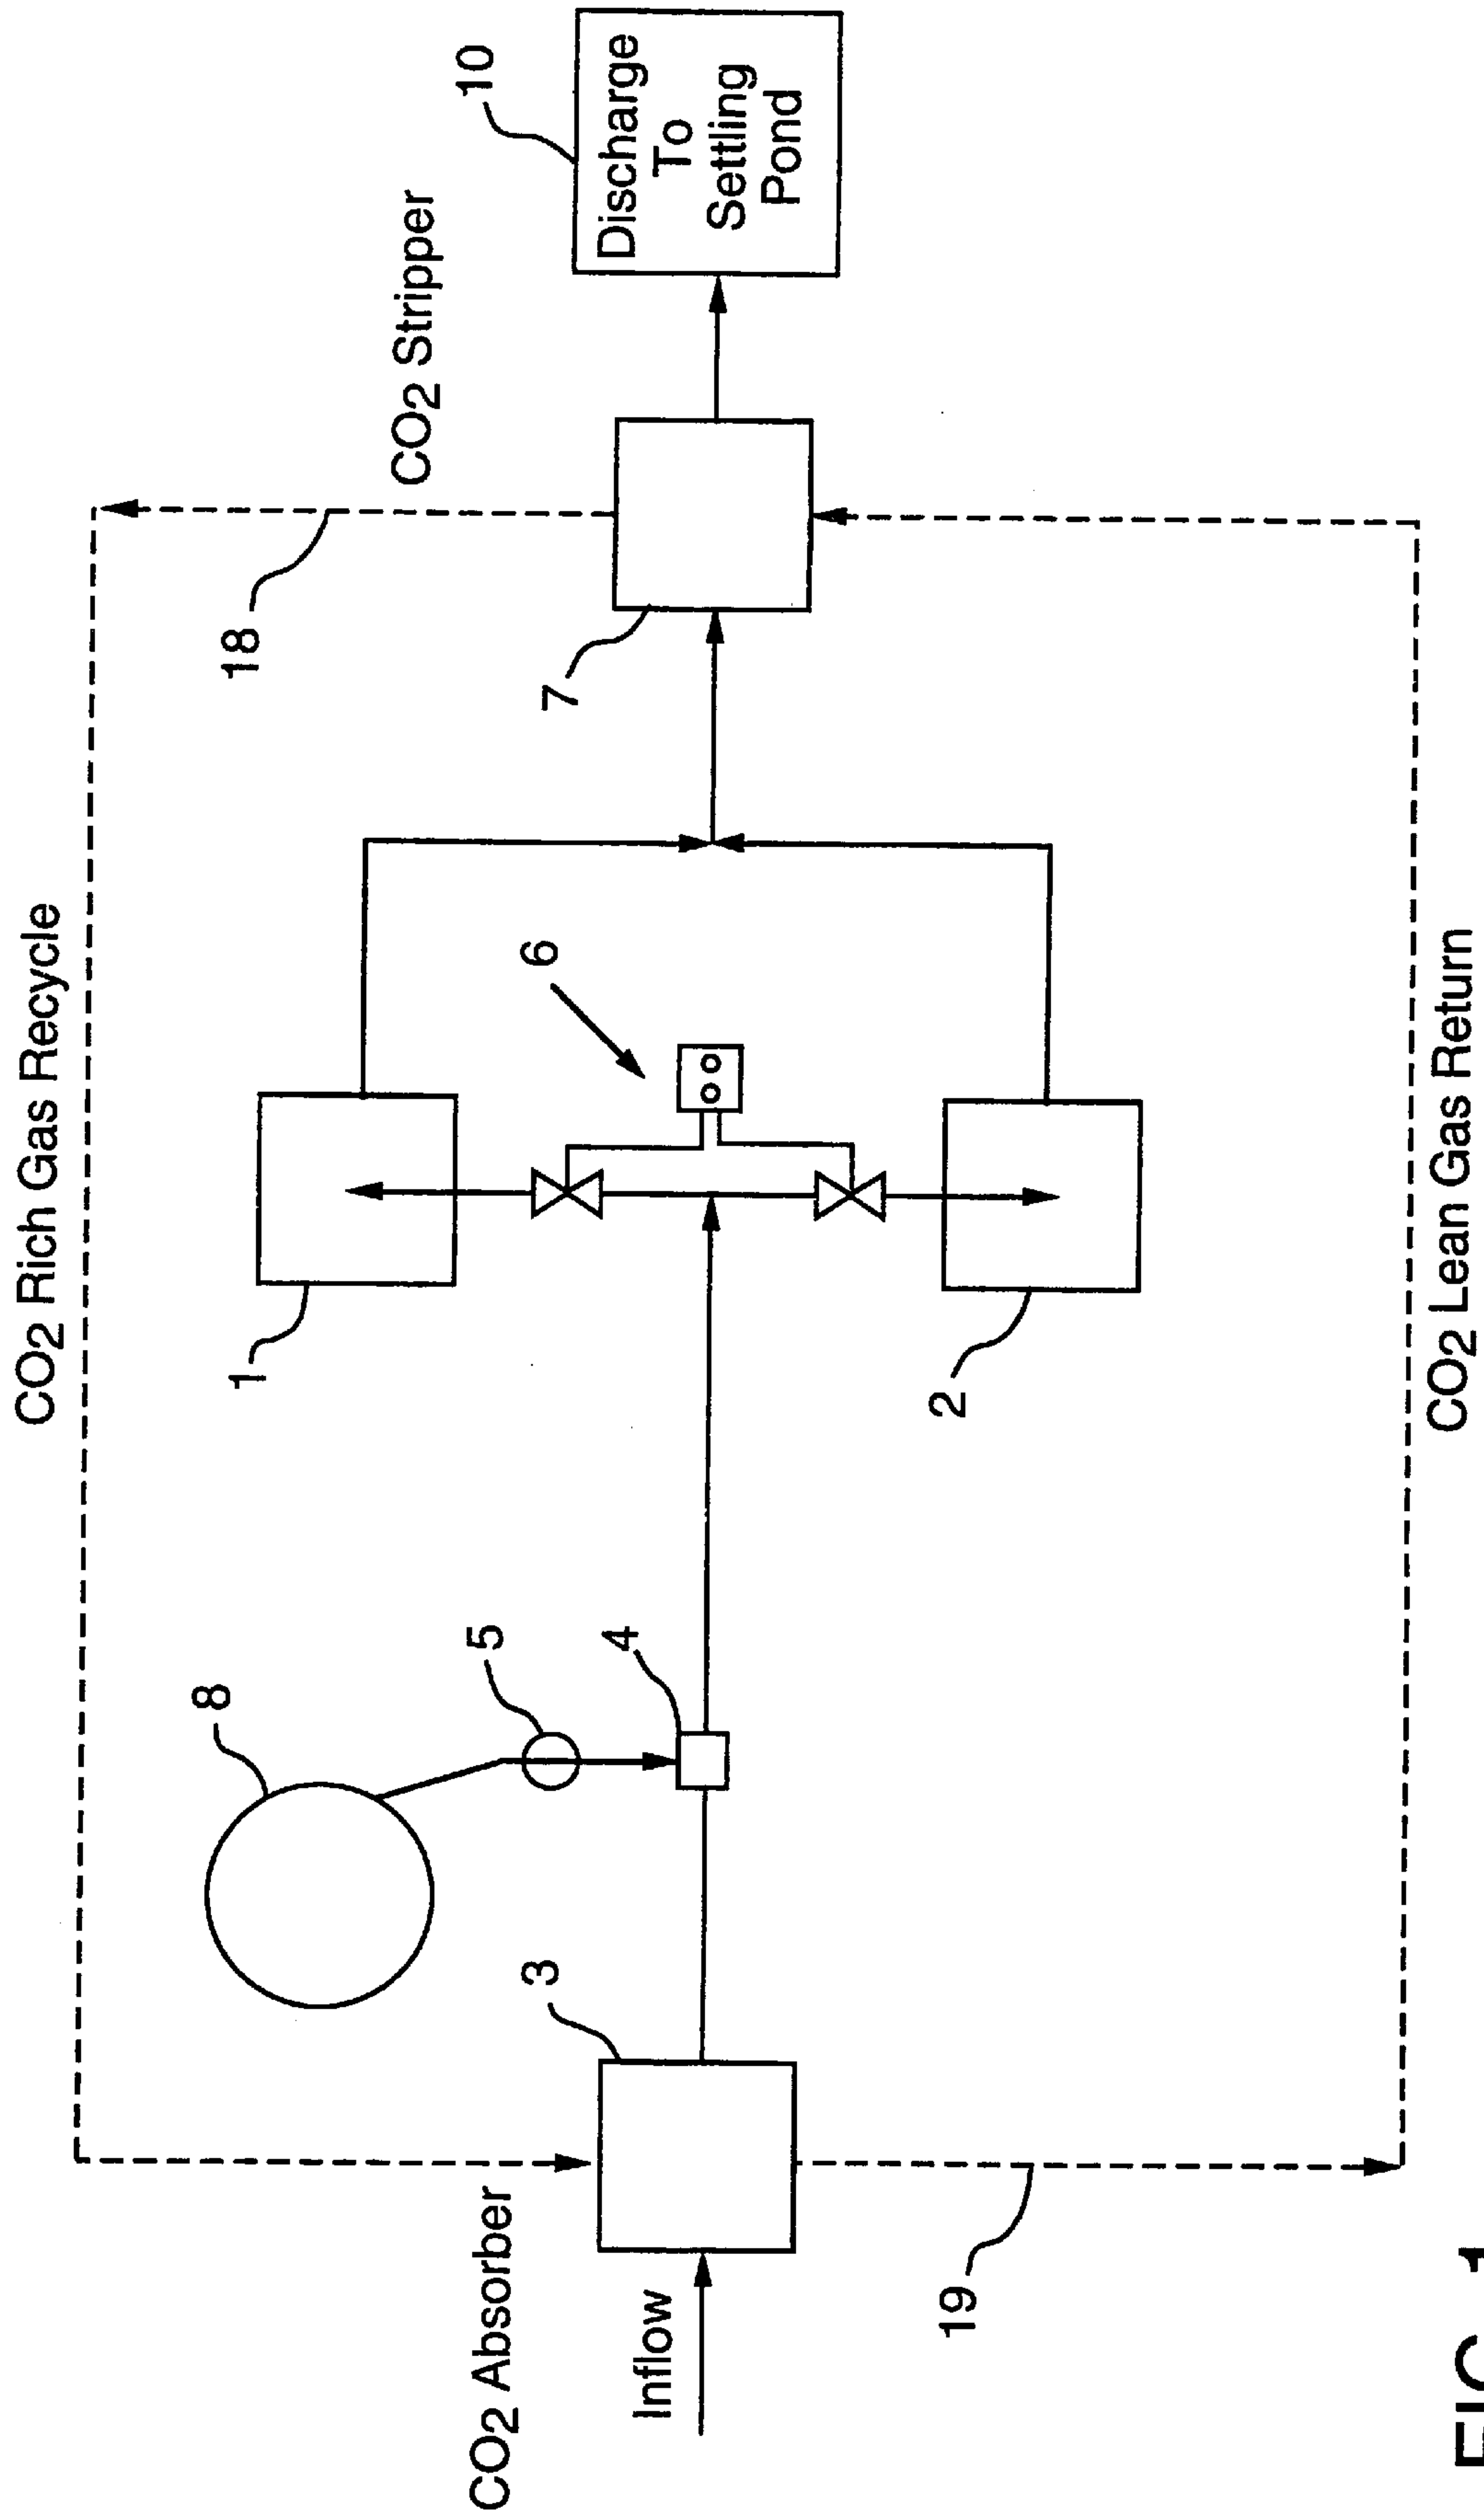 CO2 Rich Gas Recycle
18
CO2 Stripper
10
Discharge
To
Settling
Pond
8
1
5
6
7
3
4
CO2 Absorber
Inflow
2
19
CO2 Lean Gas Return